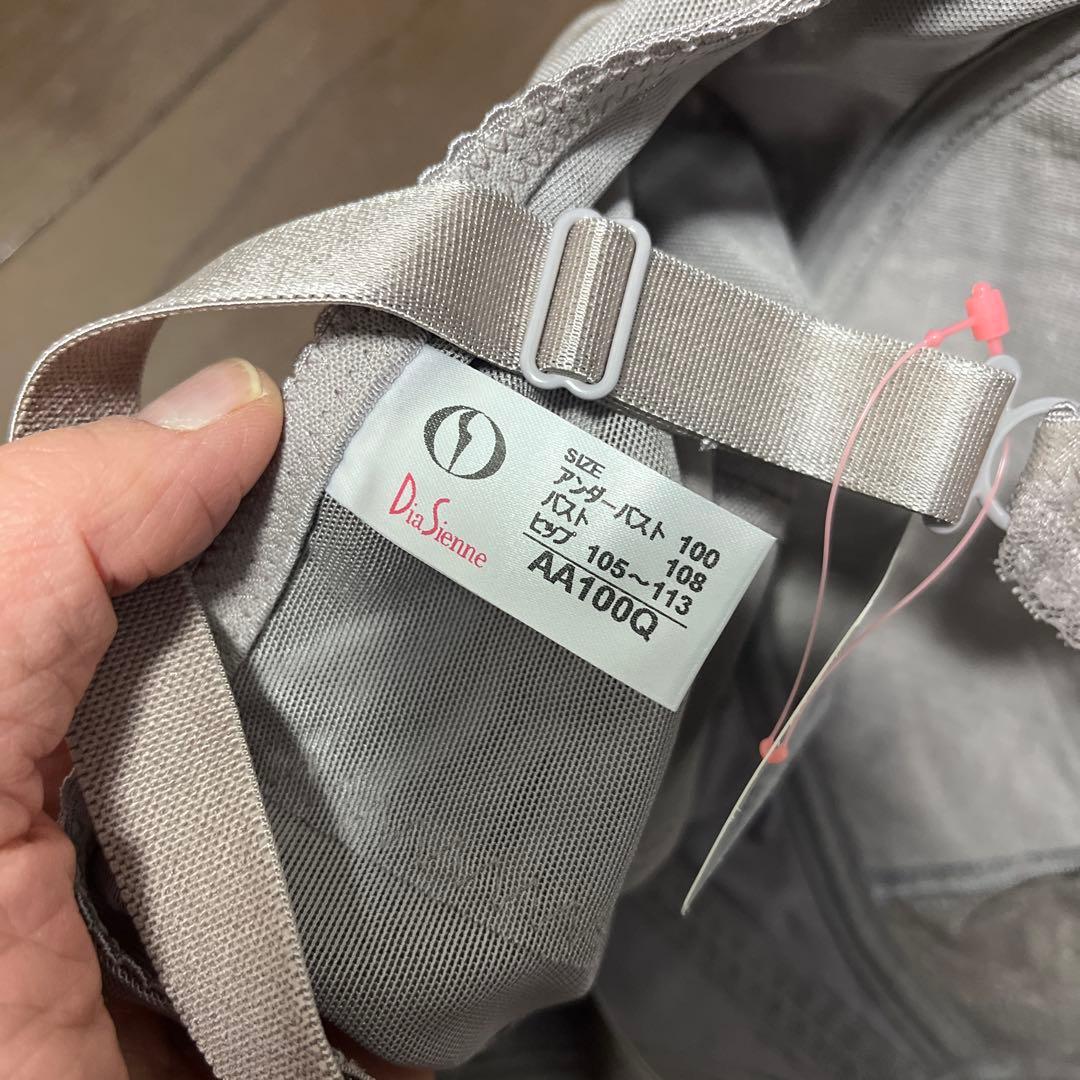 DiaSienne
SIZE
アンダーバスト 100
バスト 108
ヒップ 105～113
AA100Q